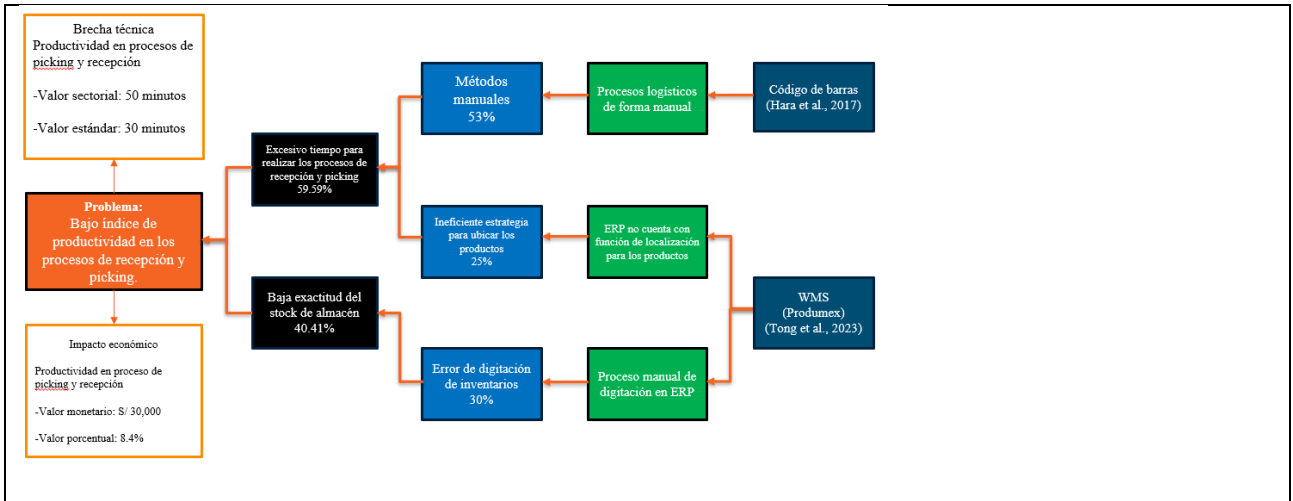 Brecha técnica
Productividad en procesos de
picking y recepción
-Valor sectorial: 50 minutos
-Valor estándar: 30 minutos
Problema:
Bajo índice de
productividad en los
procesos de recepción y
picking.
Impacto económico
Productividad en proceso de
picking y recepción
-Valor monetario: S/ 30,000
-Valor porcentual: 8.4%
Excesivo tiempo para
realizar los procesos de
recepción y picking
59.59%
Baja exactitud del
stock de almacén
40.41%
Métodos
manuales
53%
Ineficiente estrategia
para ubicar los
productos
25%
Error de digitación
de inventarios
30%
Procesos logísticos
de forma manual
ERP no cuenta con
función de localización
para los productos
Proceso manual de
digitación en ERP
Código de barras
(Hara et al., 2017)
WMS
(Produmex)
(Tong et al., 2023)